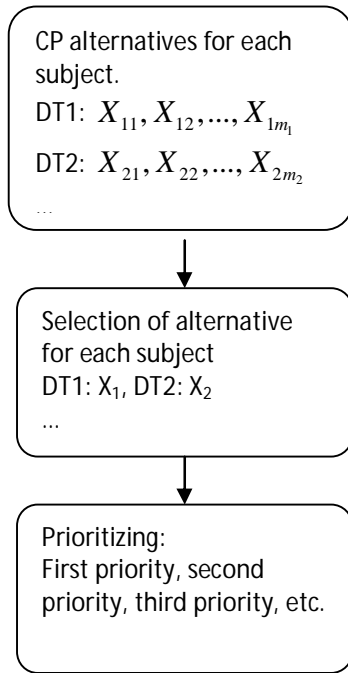 CP alternatives for each
subject.
DT1: X₁₁, X₁₂,..., X₁ₘ₁
DT2: X₂₁, X₂₂,..., X₂ₘ₂
...
Selection of alternative
for each subject
DT1: X₁, DT2: X₂
...
Prioritizing:
First priority, second
priority, third priority, etc.